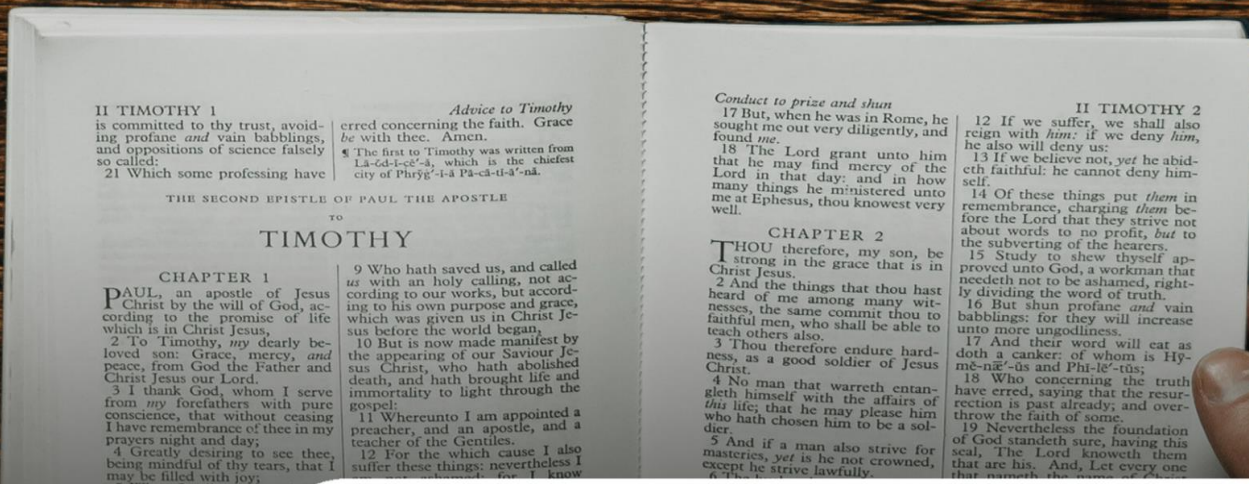 II TIMOTHY 1
Advice to Timothy
is committed to thy trust, avoid-
ing profane and vain babblings,
and oppositions of science falsely
so called:
21 Which some professing have
erred concerning the faith. Grace
be with thee. Amen.
¶ The first to Timothy was written from
Lā-ŏd-ĭ-çē′-ā, which is the chiefest
city of Phrўġ′-ĭ-ā Pā-cā-tĭ-ā′-nā.
THE SECOND EPISTLE OF PAUL THE APOSTLE
TO
TIMOTHY
CHAPTER 1
PAUL, an apostle of Jesus
Christ by the will of God, ac-
cording to the promise of life
which is in Christ Jesus,
2 To Timothy, my dearly be-
loved son: Grace, mercy, and
peace, from God the Father and
Christ Jesus our Lord.
3 I thank God, whom I serve
from my forefathers with pure
conscience, that without ceasing
I have remembrance of thee in my
prayers night and day;
4 Greatly desiring to see thee,
being mindful of thy tears, that I
may be filled with joy;
9 Who hath saved us, and called
us with an holy calling, not ac-
cording to our works, but accord-
ing to his own purpose and grace,
which was given us in Christ Je-
sus before the world began,
10 But is now made manifest by
the appearing of our Saviour Je-
sus Christ, who hath abolished
death, and hath brought life and
immortality to light through the
gospel:
11 Whereunto I am appointed a
preacher, and an apostle, and a
teacher of the Gentiles.
12 For the which cause I also
suffer these things: nevertheless I
am not ashamed: for I know
Conduct to prize and shun
II TIMOTHY 2
17 But, when he was in Rome, he
sought me out very diligently, and
found me.
18 The Lord grant unto him
that he may find mercy of the
Lord in that day: and in how
many things he ministered unto
me at Ephesus, thou knowest very
well.
CHAPTER 2
THOU therefore, my son, be
strong in the grace that is in
Christ Jesus.
2 And the things that thou hast
heard of me among many wit-
nesses, the same commit thou to
faithful men, who shall be able to
teach others also.
3 Thou therefore endure hard-
ness, as a good soldier of Jesus
Christ.
4 No man that warreth entan-
gleth himself with the affairs of
this life; that he may please him
who hath chosen him to be a sol-
dier.
5 And if a man also strive for
masteries, yet is he not crowned,
except he strive lawfully.
12 If we suffer, we shall also
reign with him: if we deny him,
he also will deny us:
13 If we believe not, yet he abid-
eth faithful: he cannot deny him-
self.
14 Of these things put them in
remembrance, charging them be-
fore the Lord that they strive not
about words to no profit, but to
the subverting of the hearers.
15 Study to shew thyself ap-
proved unto God, a workman that
needeth not to be ashamed, right-
ly dividing the word of truth.
16 But shun profane and vain
babblings: for they will increase
unto more ungodliness.
17 And their word will eat as
doth a canker: of whom is Hȳ-
mĕ-næ′-ŭs and Phī-lē′-tŭs;
18 Who concerning the truth
have erred, saying that the resur-
rection is past already; and over-
throw the faith of some.
19 Nevertheless the foundation
of God standeth sure, having this
seal, The Lord knoweth them
that are his. And, Let every one
that nameth the name of Christ